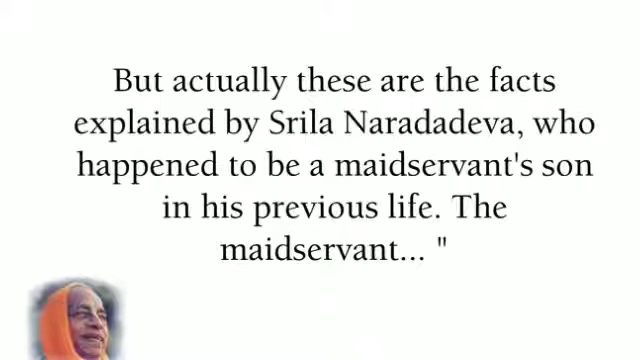 But actually these are the facts
explained by Srila Naradadeva, who
happened to be a maidservant's son
in his previous life. The
maidservant... "